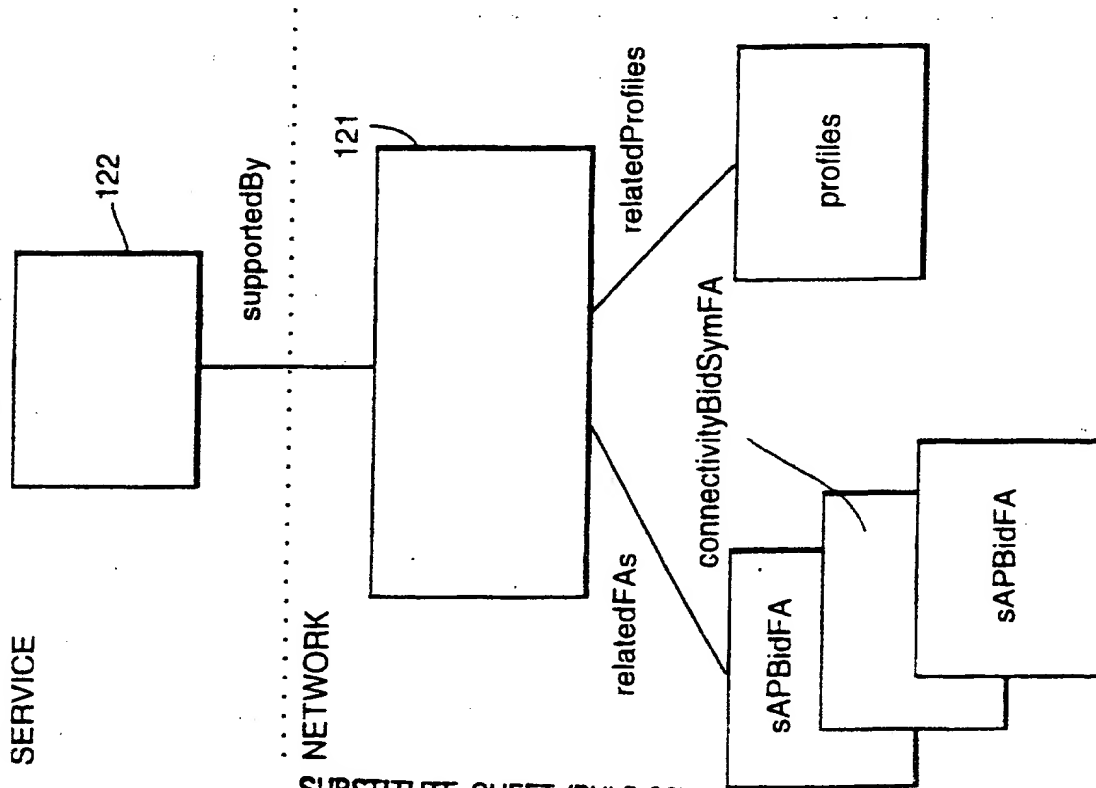 SERVICE
122
supportedBy
NETWORK
121
relatedFAs
relatedProfiles
connectivityBidSymFA
sAPBidFA
sAPBidFA
profiles